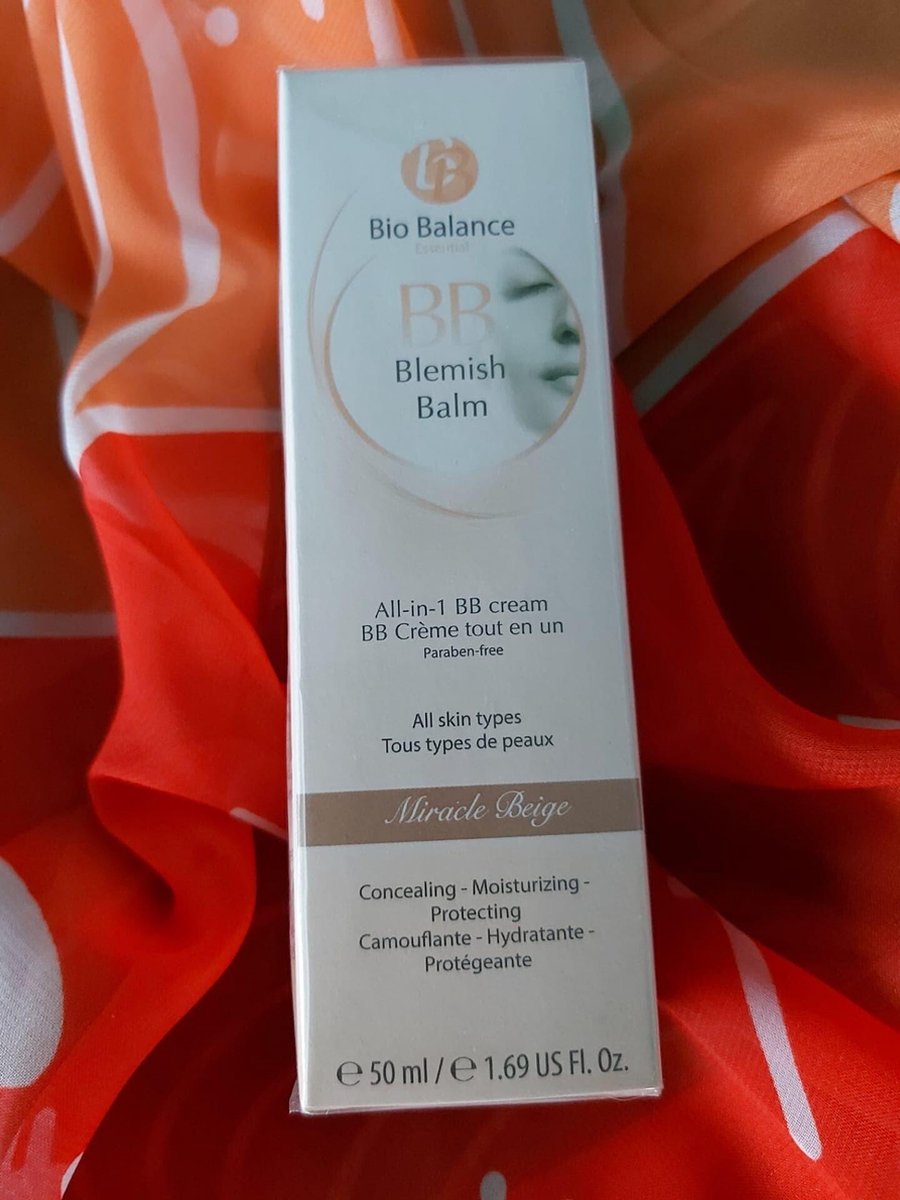 Bio Balance
Essential
BB
Blemish
Balm
All-in-1 BB cream
BB Crème tout en un
Paraben-free
All skin types
Tous types de peaux
Miracle Beige
Concealing - Moisturizing -
Protecting
Camouflante - Hydratante -
Protégeante
℮ 50 ml / ℮ 1.69 US Fl. Oz.